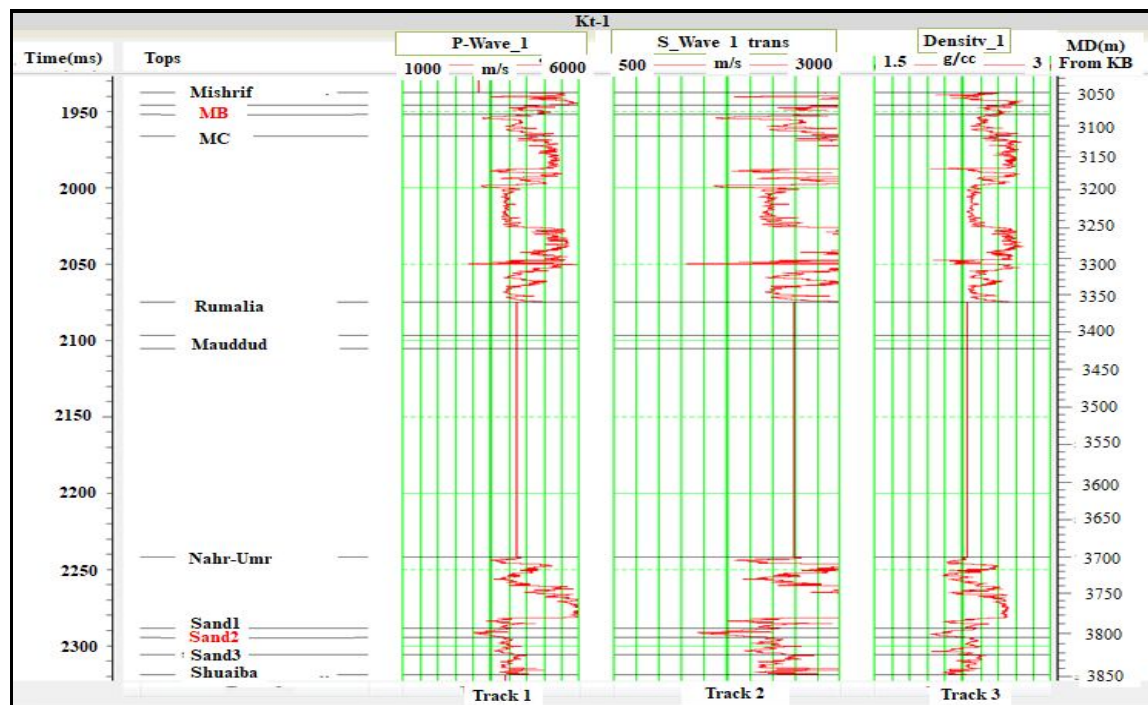 Kt-1
P-Wave_1 S_Wave_1_trans Density_1 MD(m)
Time(ms) Tops 1000 m/s 6000 500 m/s 3000 1.5 g/cc 3 From KB
Mishrif 3050
1950 MB
3100
MC
3150
2000 3200
3250
2050 3300
Rumalia 3350
3400
2100 Mauddud
3450
2150 3500
3550
2200 3600
3650
Nahr-Umr 3700
2250
3750
Sand1
Sand2 3800
2300
Sand3
Shuaiba 3850
Track 1 Track 2 Track 3